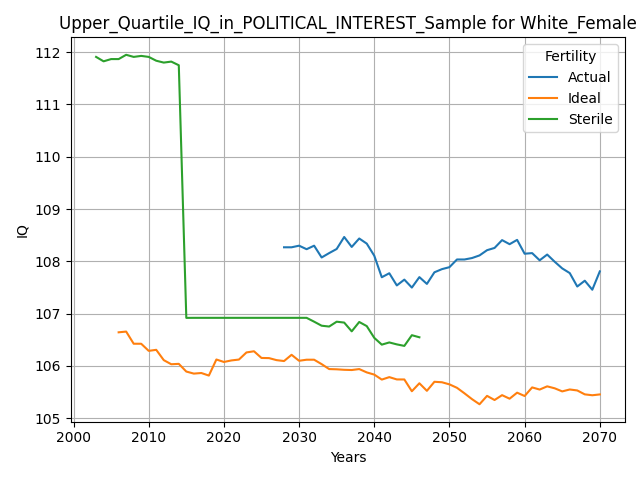 Upper_Quartile_IQ_in_POLITICAL_INTEREST_Sample for White_Female
Fertility
Actual
Ideal
Sterile
112
111
110
109
108
107
106
105
IQ
2000
2010
2020
2030
2040
2050
2060
2070
Years